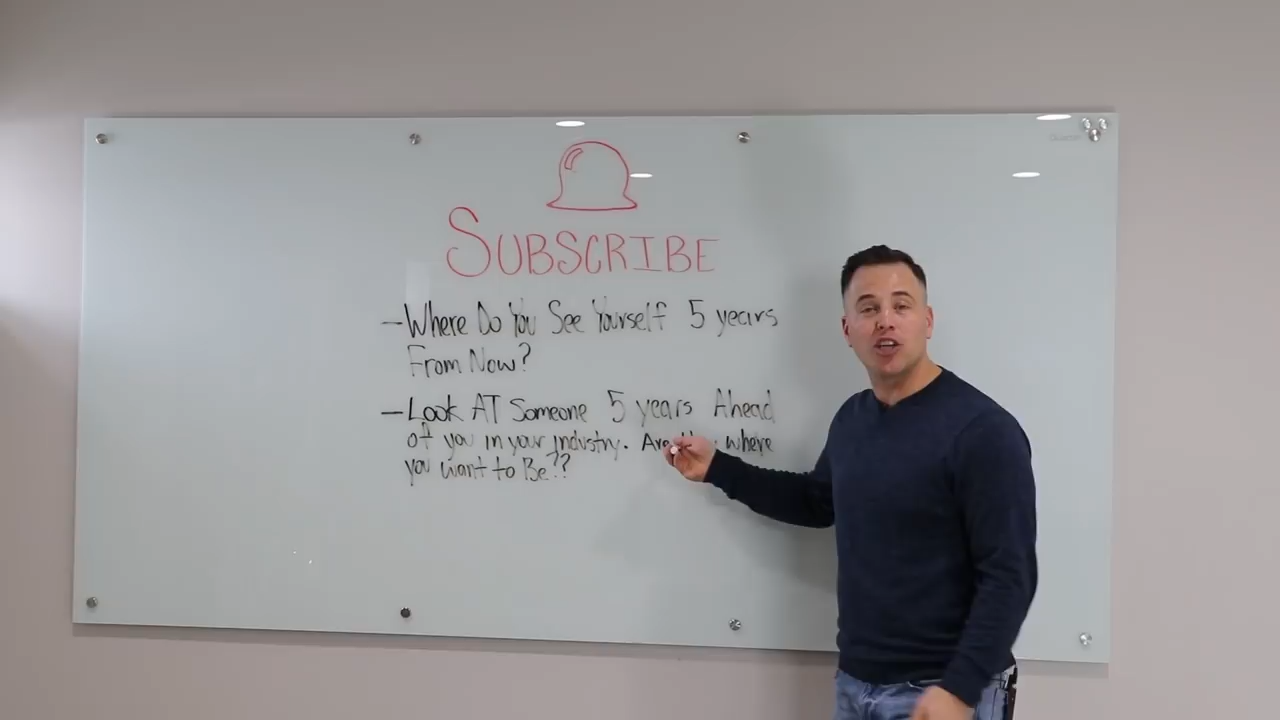 SUBSCRIBE
- Where Do You See Yourself 5 years
From Now?
- Look AT Someone 5 years Ahead
of you in your industry. Are where
you want to Be??